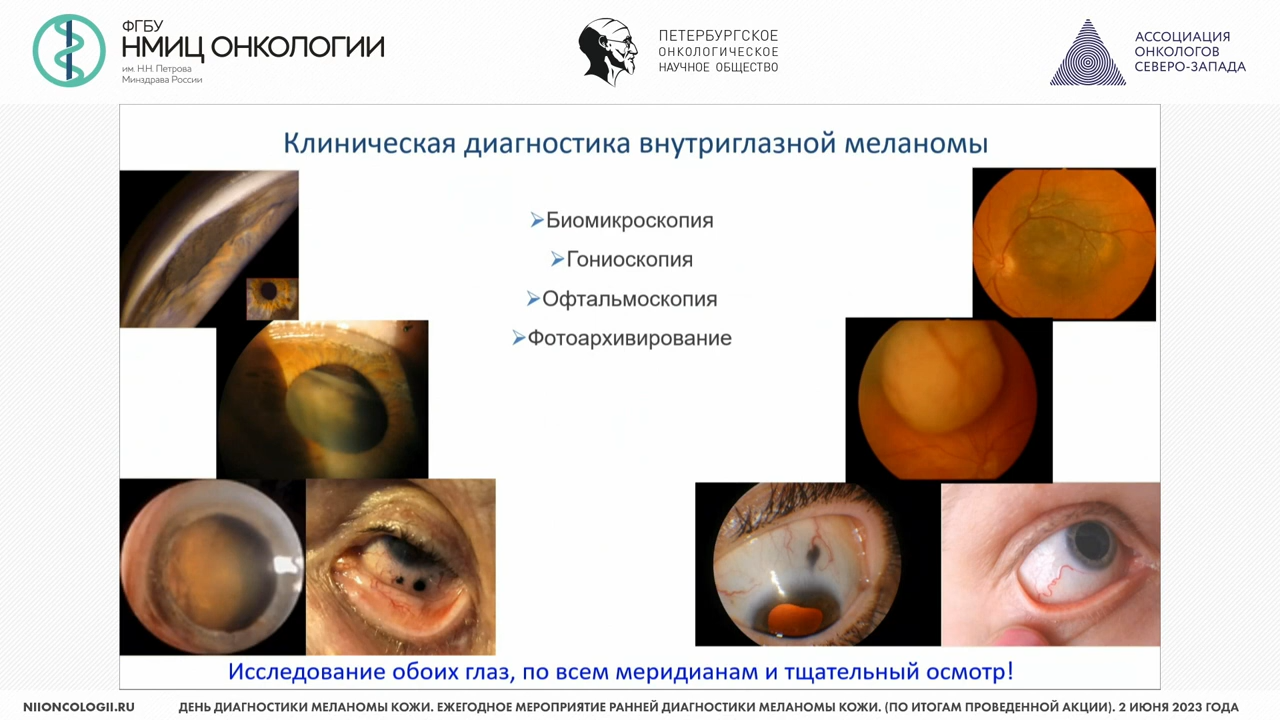 ФГБУ
НМИЦ ОНКОЛОГИИ
им. Н.Н. Петрова
Минздрава России
ПЕТЕРБУРГСКОЕ
ОНКОЛОГИЧЕСКОЕ
НАУЧНОЕ ОБЩЕСТВО
АССОЦИАЦИЯ
ОНКОЛОГОВ
СЕВЕРО-ЗАПАДА
Клиническая диагностика внутриглазной меланомы
➢Биомикроскопия
➢Гониоскопия
➢Офтальмоскопия
➢Фотоархивирование
Исследование обоих глаз, по всем меридианам и тщательный осмотр!
NIIONCOLOGII.RU
ДЕНЬ ДИАГНОСТИКИ МЕЛАНОМЫ КОЖИ. ЕЖЕГОДНОЕ МЕРОПРИЯТИЕ РАННЕЙ ДИАГНОСТИКИ МЕЛАНОМЫ КОЖИ. (ПО ИТОГАМ ПРОВЕДЕННОЙ АКЦИИ). 2 ИЮНЯ 2023 ГОДА